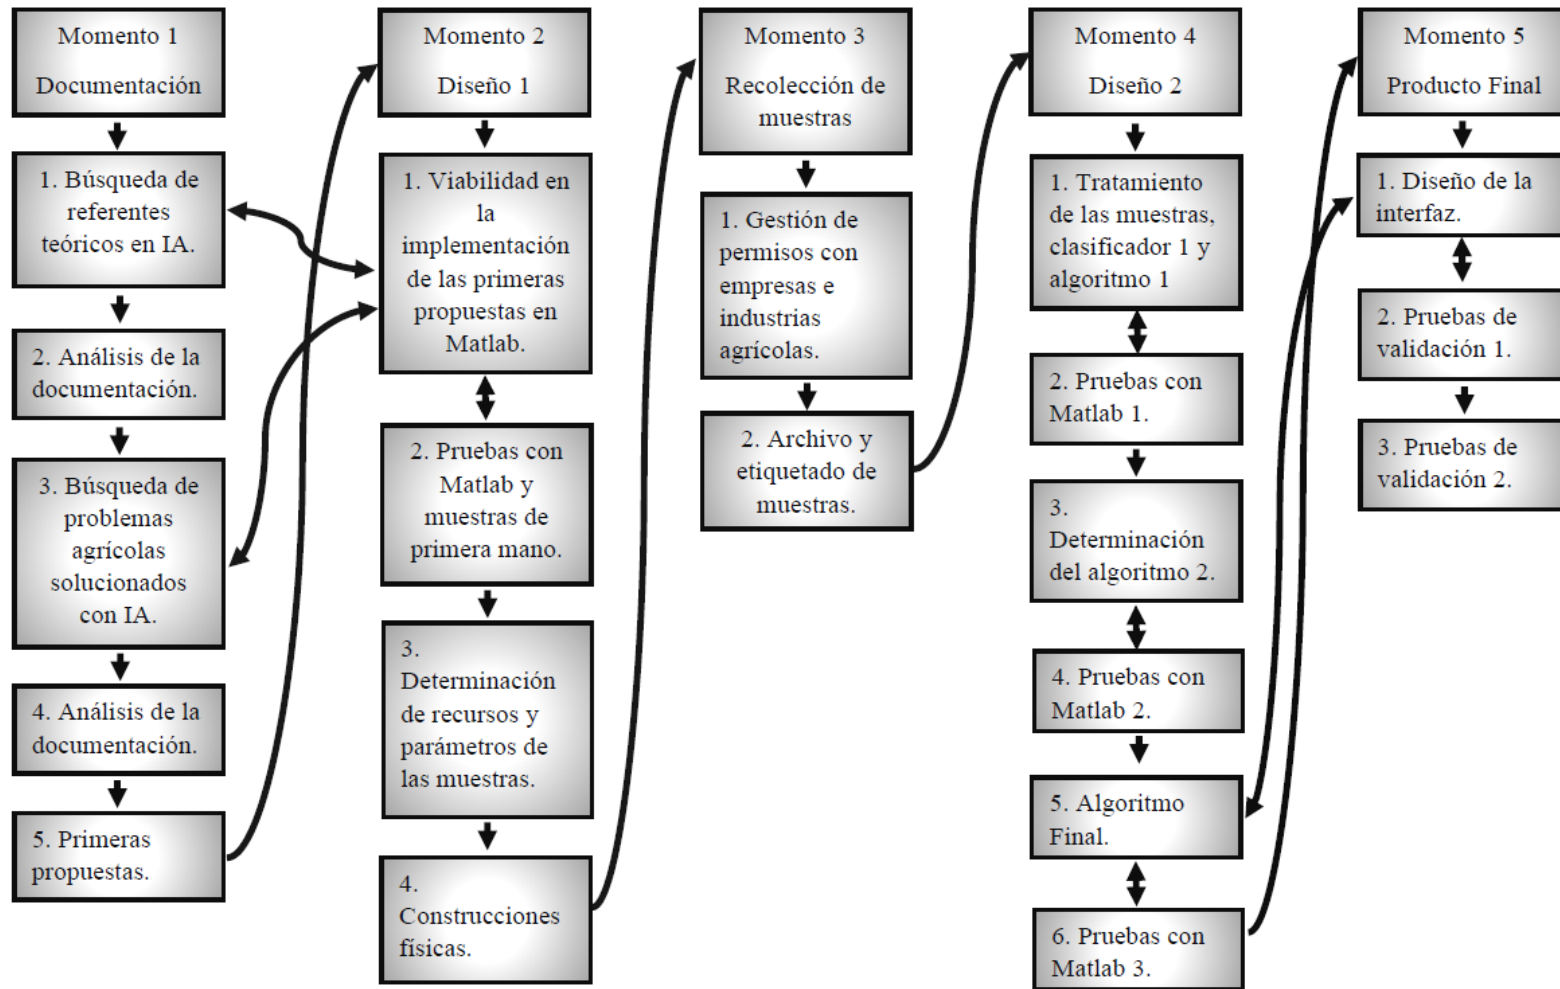 Momento 1
Documentación
1. Búsqueda de
referentes
teóricos en IA.
2. Análisis de la
documentación.
3. Búsqueda de
problemas
agrícolas
solucionados
con IA.
4. Análisis de la
documentación.
5. Primeras
propuestas.
Momento 2
Diseño 1
1. Viabilidad en
la
implementación
de las primeras
propuestas en
Matlab.
2. Pruebas con
Matlab y
muestras de
primera mano.
3.
Determinación
de recursos y
parámetros de
las muestras.
4.
Construcciones
físicas.
Momento 3
Recolección de
muestras
1. Gestión de
permisos con
empresas e
industrias
agrícolas.
2. Archivo y
etiquetado de
muestras.
Momento 4
Diseño 2
1. Tratamiento
de las muestras,
clasificador 1 y
algoritmo 1
2. Pruebas con
Matlab 1.
3.
Determinación
del algoritmo 2.
4. Pruebas con
Matlab 2.
5. Algoritmo
Final.
6. Pruebas con
Matlab 3.
Momento 5
Producto Final
1. Diseño de la
interfaz.
2. Pruebas de
validación 1.
3. Pruebas de
validación 2.